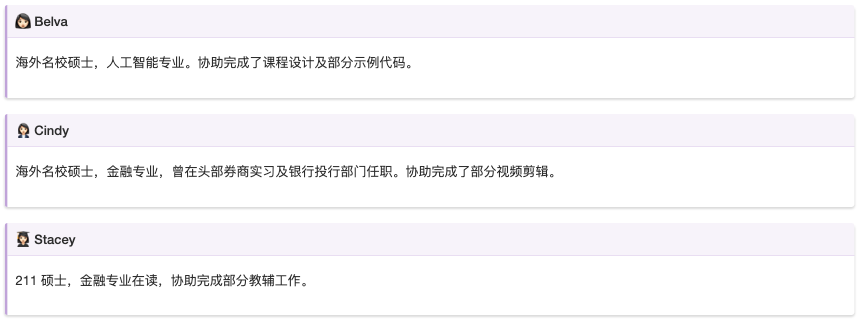 Belva
海外名校硕士，人工智能专业。协助完成了课程设计及部分示例代码。
Cindy
海外名校硕士，金融专业，曾在头部券商实习及银行投行部门任职。协助完成了部分视频剪辑。
Stacey
211 硕士，金融专业在读，协助完成部分教辅工作。